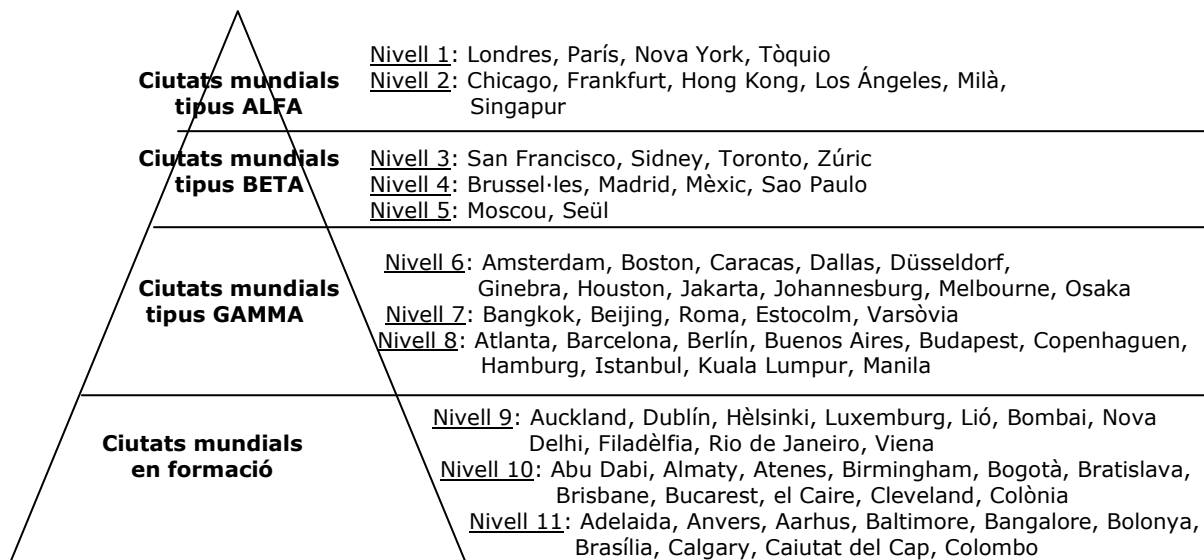 Ciutats mundials
tipus ALFA
Nivell 1: Londres, París, Nova York, Tòquio
Nivell 2: Chicago, Frankfurt, Hong Kong, Los Ángeles, Milà,
Singapur
Ciutats mundials
tipus BETA
Nivell 3: San Francisco, Sidney, Toronto, Zúric
Nivell 4: Brussel·les, Madrid, Mèxic, Sao Paulo
Nivell 5: Moscou, Seül
Ciutats mundials
tipus GAMMA
Nivell 6: Amsterdam, Boston, Caracas, Dallas, Düsseldorf,
Ginebra, Houston, Jakarta, Johannesburg, Melbourne, Osaka
Nivell 7: Bangkok, Beijing, Roma, Estocolm, Varsòvia
Nivell 8: Atlanta, Barcelona, Berlín, Buenos Aires, Budapest, Copenhaguen,
Hamburg, Istanbul, Kuala Lumpur, Manila
Ciutats mundials
en formació
Nivell 9: Auckland, Dublín, Hèlsinki, Luxemburg, Lió, Bombai, Nova
Delhi, Filadèlfia, Rio de Janeiro, Viena
Nivell 10: Abu Dabi, Almaty, Atenes, Birmingham, Bogotà, Bratislava,
Brisbane, Bucarest, el Caire, Cleveland, Colònia
Nivell 11: Adelaida, Anvers, Aarhus, Baltimore, Bangalore, Bolonya,
Brasília, Calgary, Caiutat del Cap, Colombo